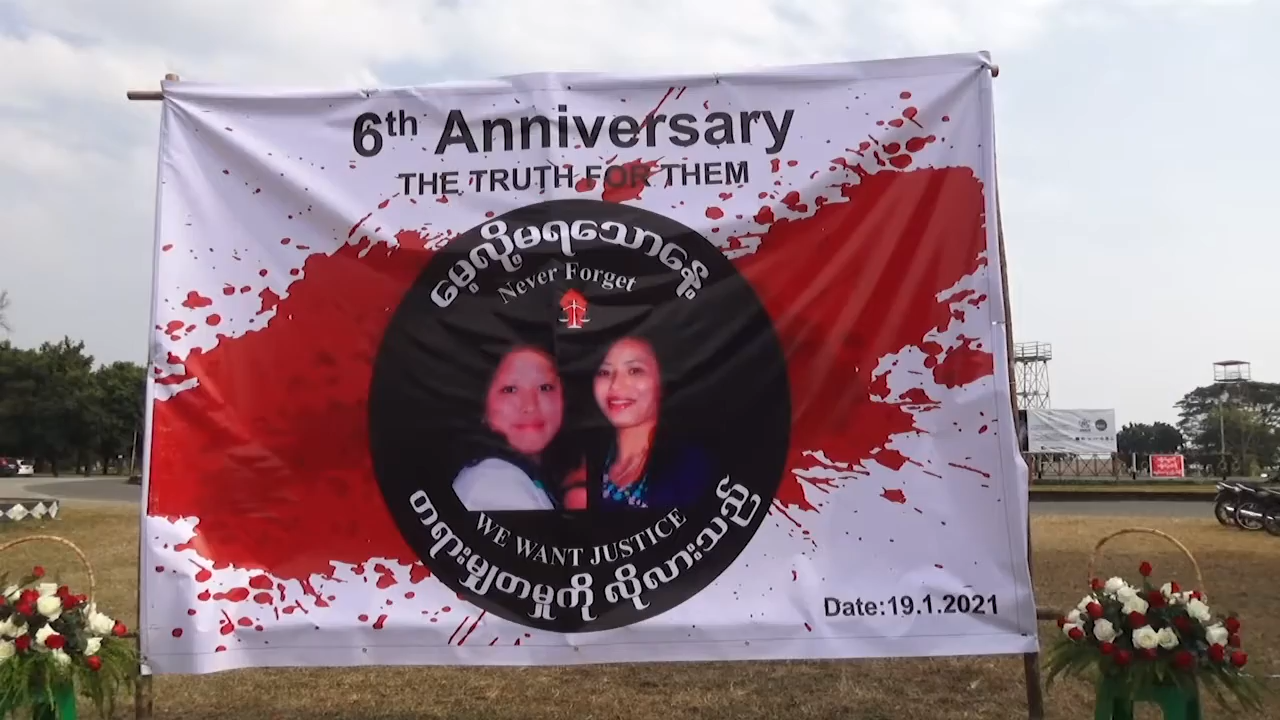 6th Anniversary
THE TRUTH FOR THEM
မေ့လို့မရသောနေ့
Never Forget
WE WANT JUSTICE
တရားမျှတမှုကို လိုလားသည်
Date:19.1.2021